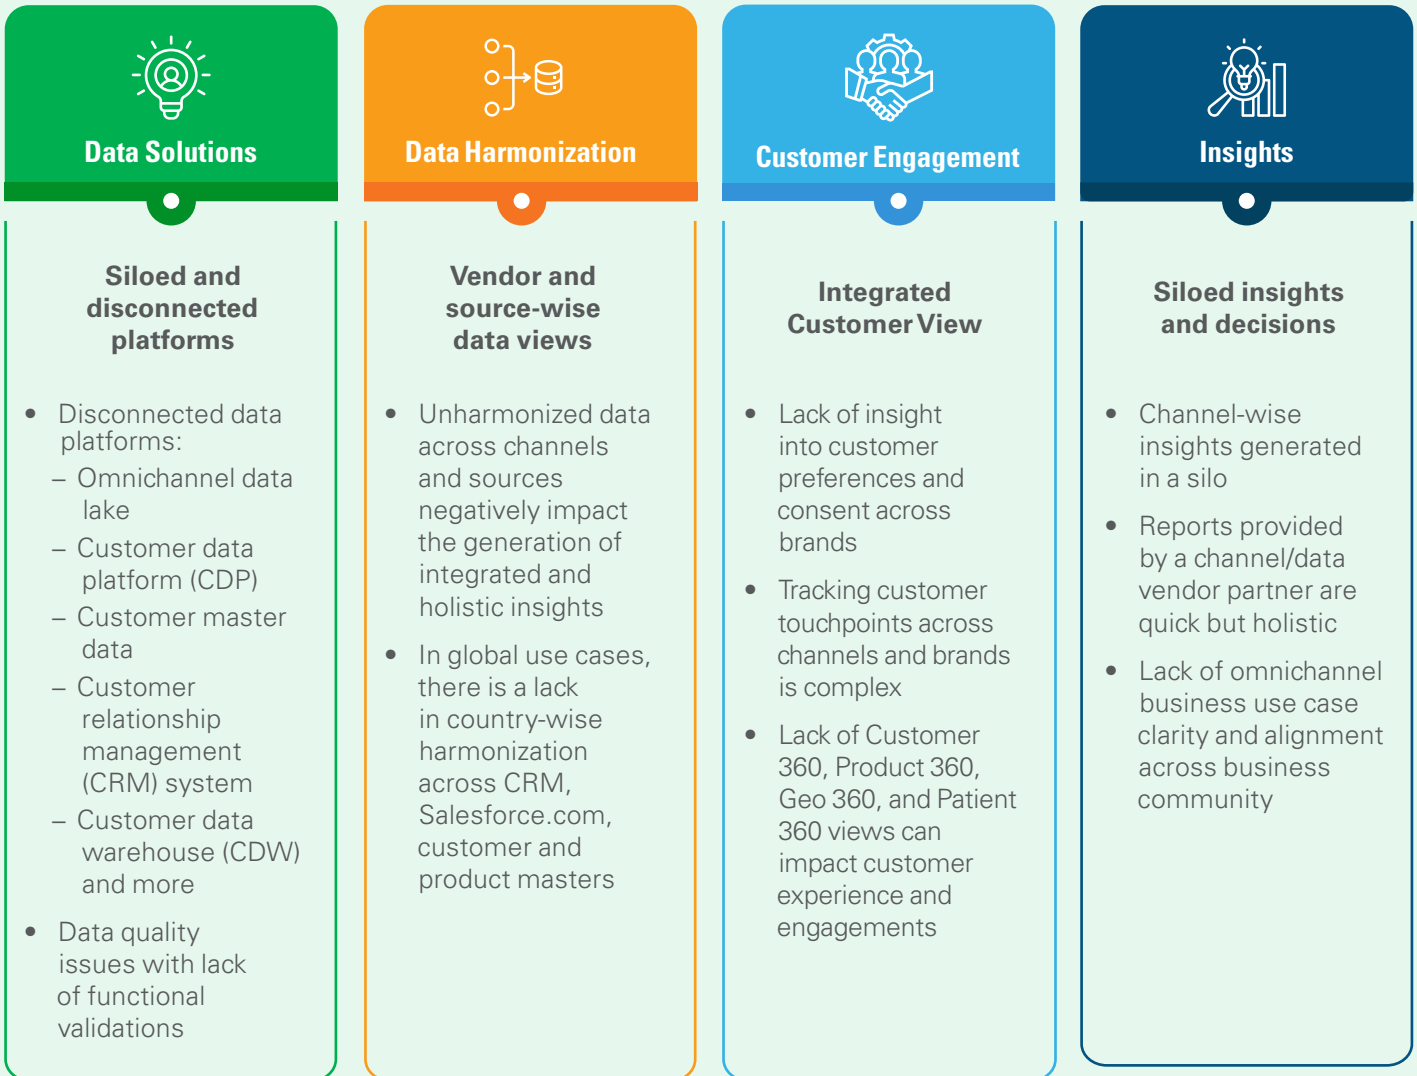 Data Solutions
Siloed and
disconnected
platforms
• Disconnected data
platforms:
– Omnichannel data
lake
– Customer data
platform (CDP)
– Customer master
data
– Customer
relationship
management
(CRM) system
– Customer data
warehouse (CDW)
and more
• Data quality
issues with lack
of functional
validations
Data Harmonization
Vendor and
source-wise
data views
• Unharmonized data
across channels
and sources
negatively impact
the generation of
integrated and
holistic insights
• In global use cases,
there is a lack
in country-wise
harmonization
across CRM,
Salesforce.com,
customer and
product masters
Customer Engagement
Integrated
Customer View
• Lack of insight
into customer
preferences and
consent across
brands
• Tracking customer
touchpoints across
channels and brands
is complex
• Lack of Customer
360, Product 360,
Geo 360, and Patient
360 views can
impact customer
experience and
engagements
Insights
Siloed insights
and decisions
• Channel-wise
insights generated
in a silo
• Reports provided
by a channel/data
vendor partner are
quick but holistic
• Lack of omnichannel
business use case
clarity and alignment
across business
community